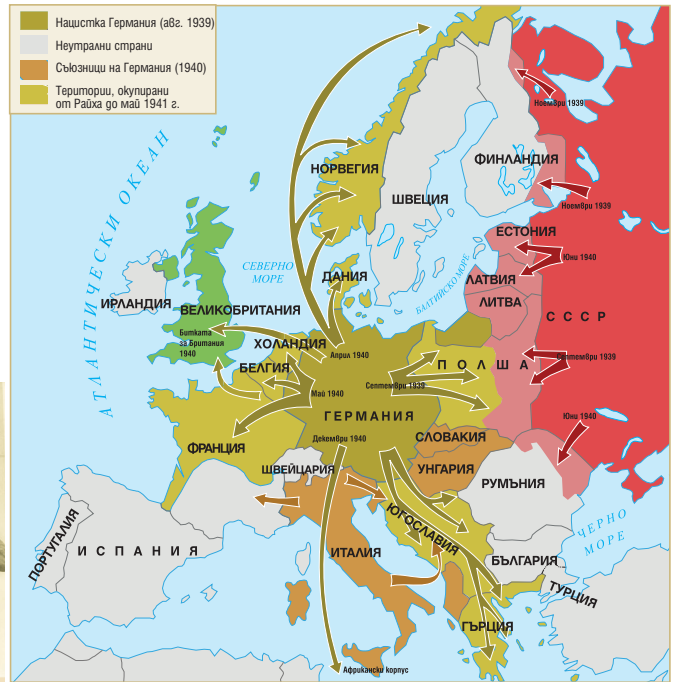 Нацистка Германия (авг. 1939)
Неутрални страни
Съюзници на Германия (1940)
Територии, окупирани
от Райха до май 1941 г.
АТЛАНТИЧЕСКИ ОКЕАН
Ноември 1939
НОРВЕГИЯ
ФИНЛАНДИЯ
ШВЕЦИЯ
Ноември 1939
ЕСТОНИЯ
СЕВЕРНО
МОРЕ
Юни 1940
ДАНИЯ
БАЛТИЙСКО МОРЕ
ЛАТВИЯ
ИРЛАНДИЯ
ЛИТВА
ВЕЛИКОБРИТАНИЯ
СССР
Битката
за Британия
1940
ХОЛАНДИЯ
Април 1940
Септември 1939
БЕЛГИЯ
ПОЛША
Май 1940
Септември 1939
ГЕРМАНИЯ
Юни 1940
Декември 1940
СЛОВАКИЯ
ФРАНЦИЯ
ШВЕЙЦАРИЯ
УНГАРИЯ
РУМЪНИЯ
ЮГОСЛАВИЯ
ЧЕРНО
МОРЕ
ПОРТУГАЛИЯ
ИСПАНИЯ
ИТАЛИЯ
БЪЛГАРИЯ
ТУРЦИЯ
ГЪРЦИЯ
Африкански корпус